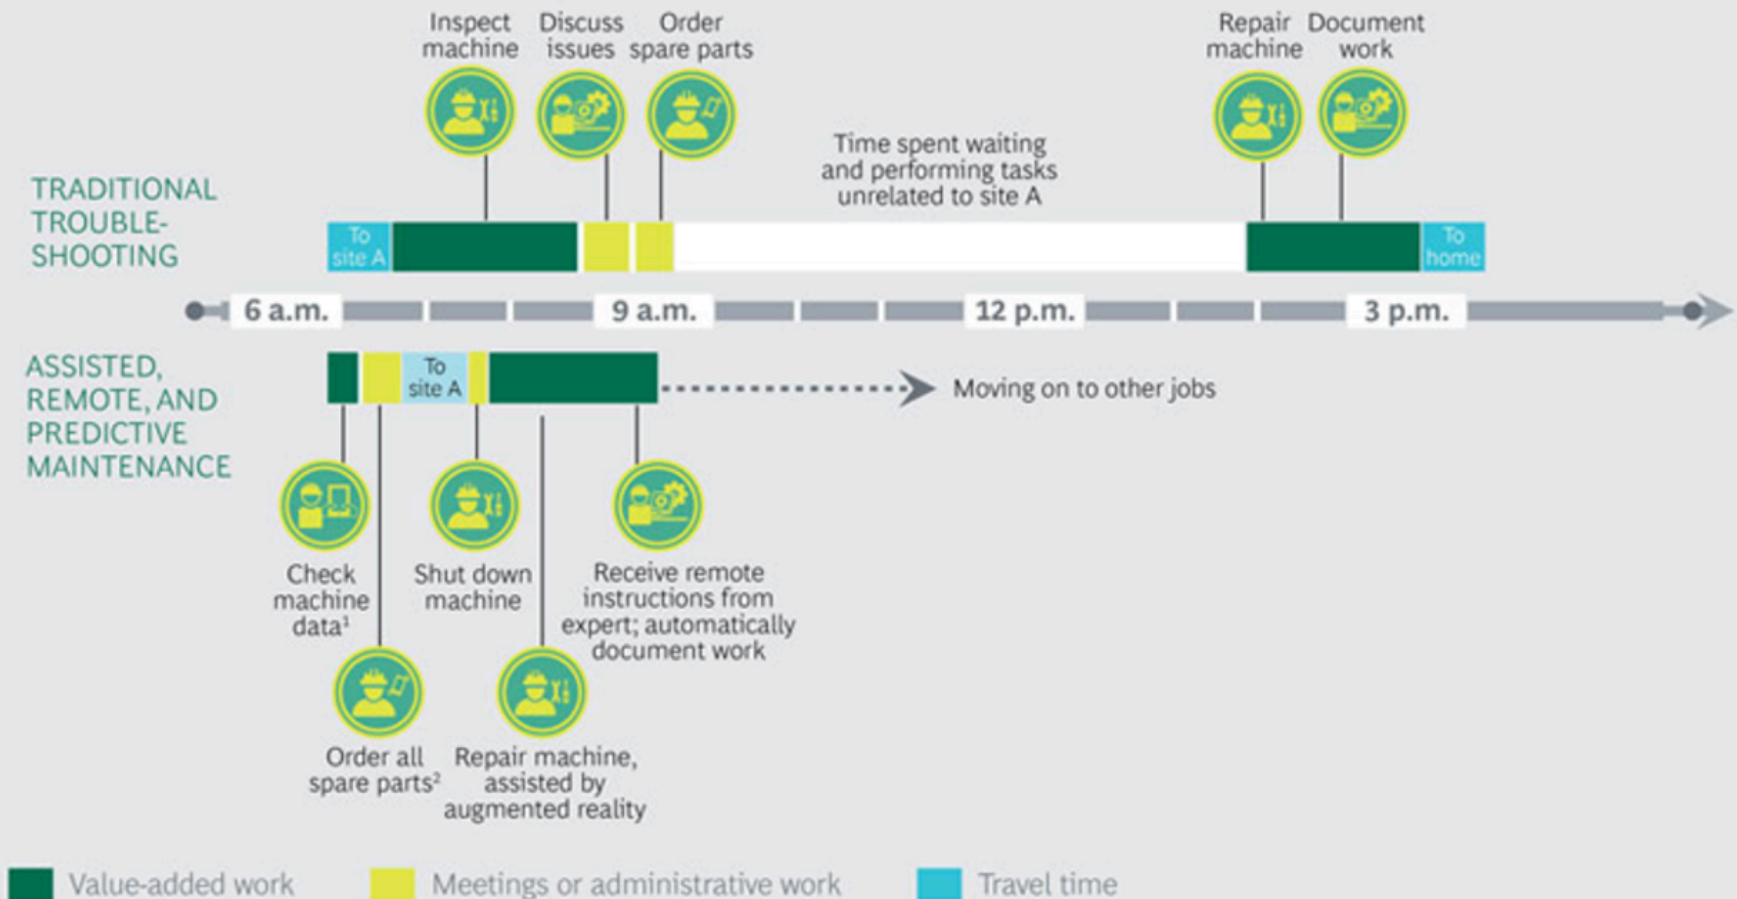 Inspect
machine
Discuss
issues
Order
spare parts
Repair
machine
Document
work
Time spent waiting
and performing tasks
unrelated to site A
TRADITIONAL
TROUBLE-
SHOOTING
To
site A
To
home
6 a.m.
9 a.m.
12 p.m.
3 p.m.
ASSISTED,
REMOTE, AND
PREDICTIVE
MAINTENANCE
To
site A
Moving on to other jobs
Check
machine
data¹
Shut down
machine
Receive remote
instructions from
expert; automatically
document work
Order all
spare parts²
Repair machine,
assisted by
augmented reality
Value-added work
Meetings or administrative work
Travel time